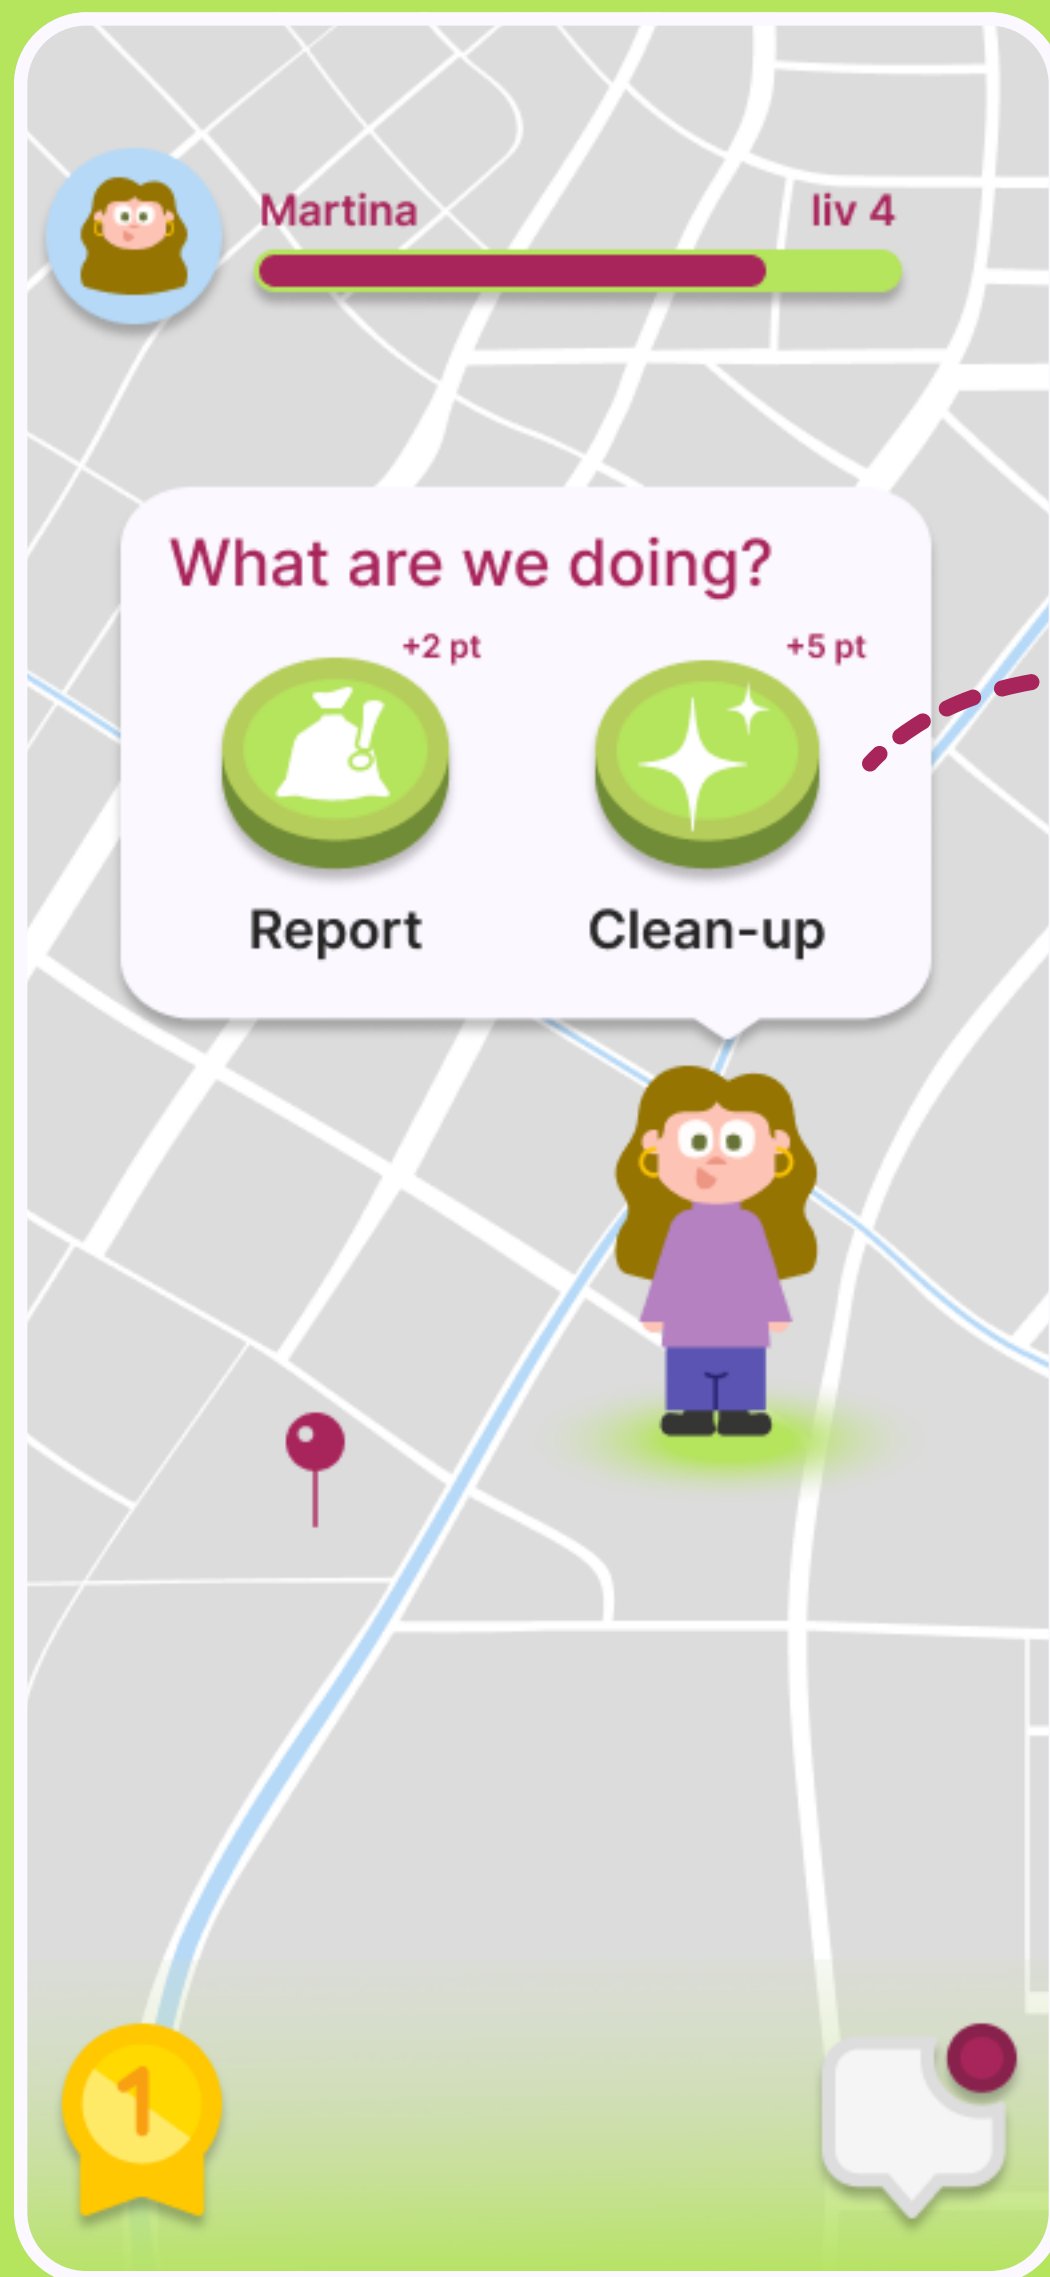 Martina
liv 4
What are we doing?
+2 pt
+5 pt
Report
Clean-up
1